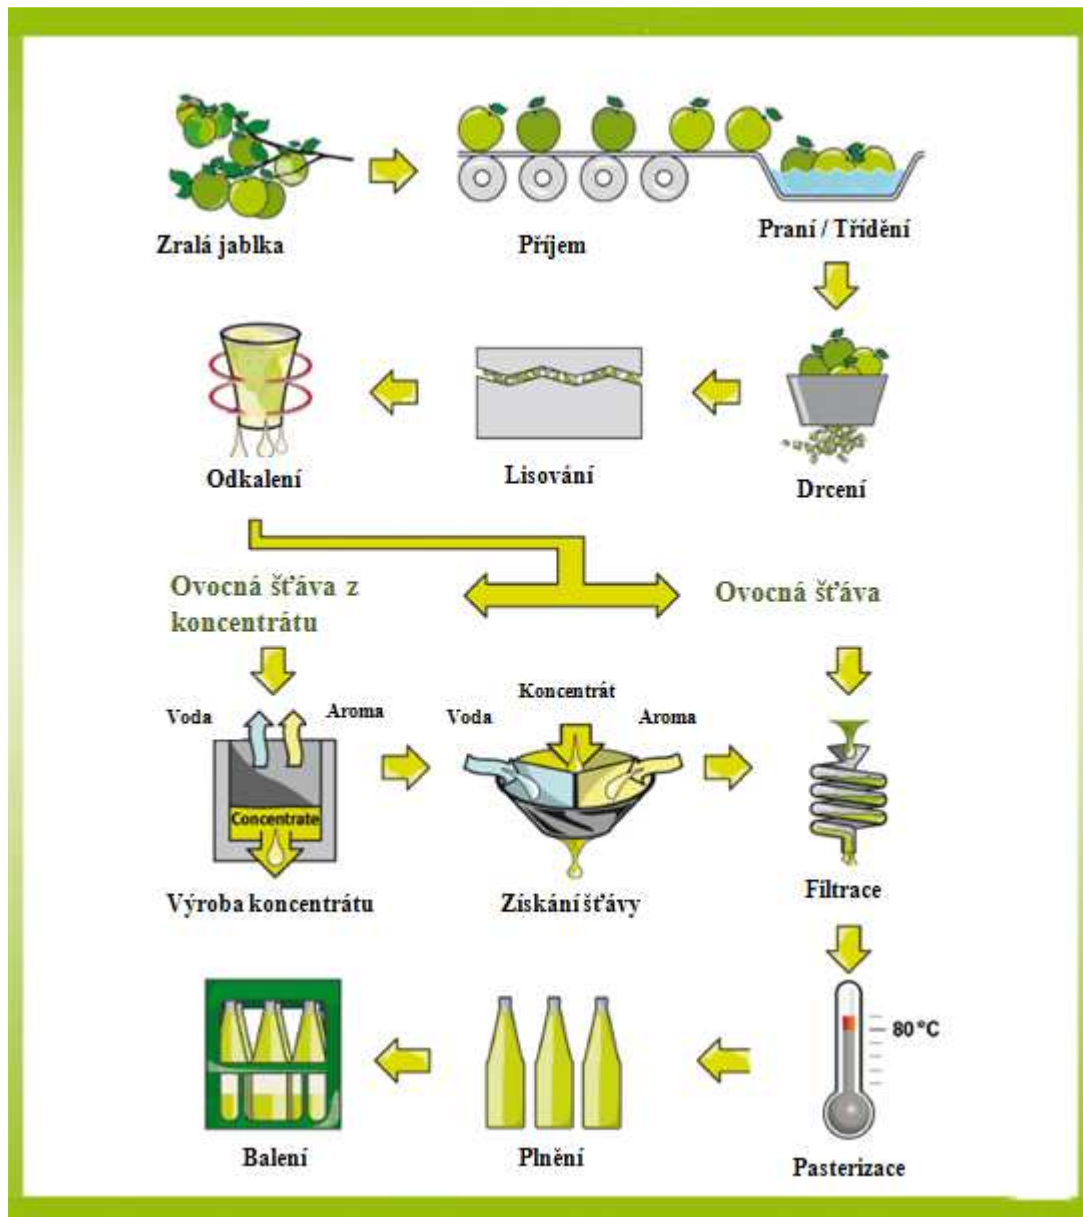 Zralá jablka
Příjem
Praní / Třídění
Odkalení
Lisování
Drcení
Ovocná šťáva z
koncentrátu
Ovocná šťáva
Voda
Aroma
Concentrate
Výroba koncentrátu
Koncentrát
Voda
Aroma
Získání šťávy
Filtrace
80 °C
Balení
Plnění
Pasterizace